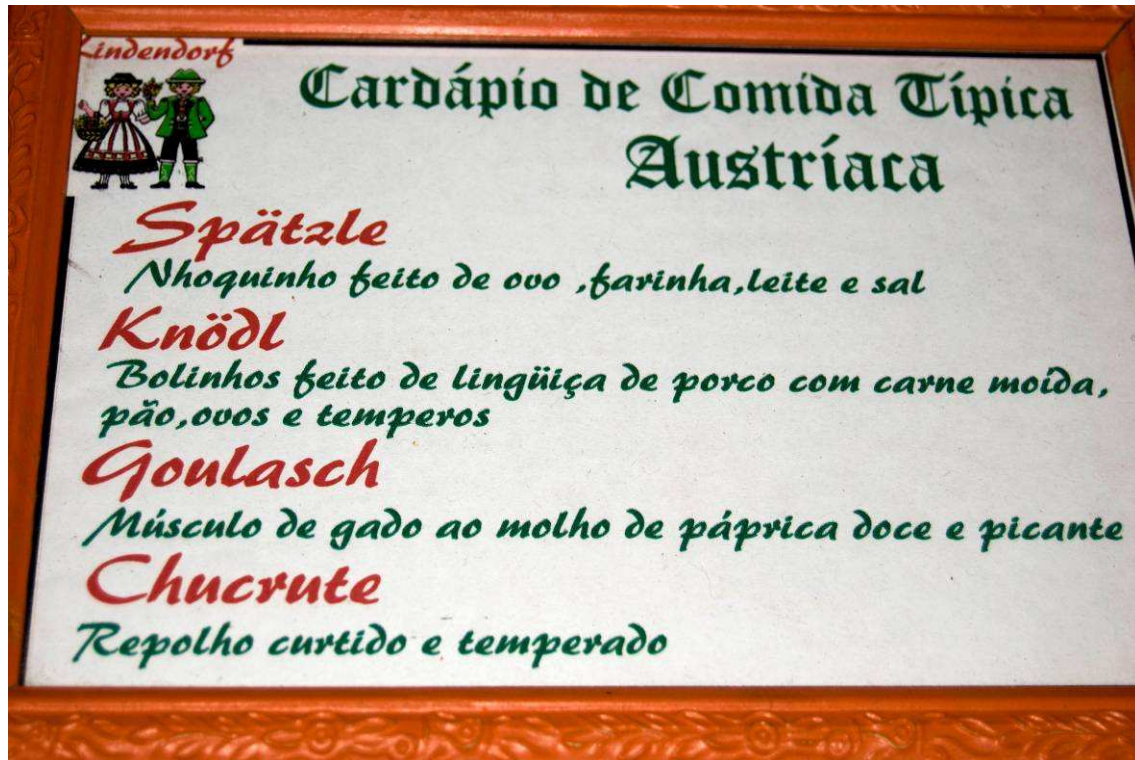 Lindendorf
Cardápio de Comida Típica
Austríaca
Spätzle
Nhoquinho feito de ovo ,farinha,leite e sal
Knödl
Bolinhos feito de lingüiça de porco com carne moída,
pão,ovos e temperos
Goulasch
Músculo de gado ao molho de páprica doce e picante
Chucrute
Repolho curtido e temperado